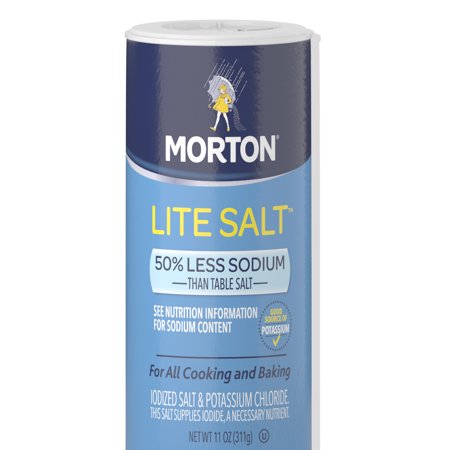 MORTON®
LITE SALT™
50% LESS SODIUM
THAN TABLE SALT
SEE NUTRITION INFORMATION
FOR SODIUM CONTENT
GOOD
SOURCE OF
POTASSIUM
For All Cooking and Baking
IODIZED SALT & POTASSIUM CHLORIDE.
THIS SALT SUPPLIES IODIDE, A NECESSARY NUTRIENT.
NET WT 11 OZ (311g) U